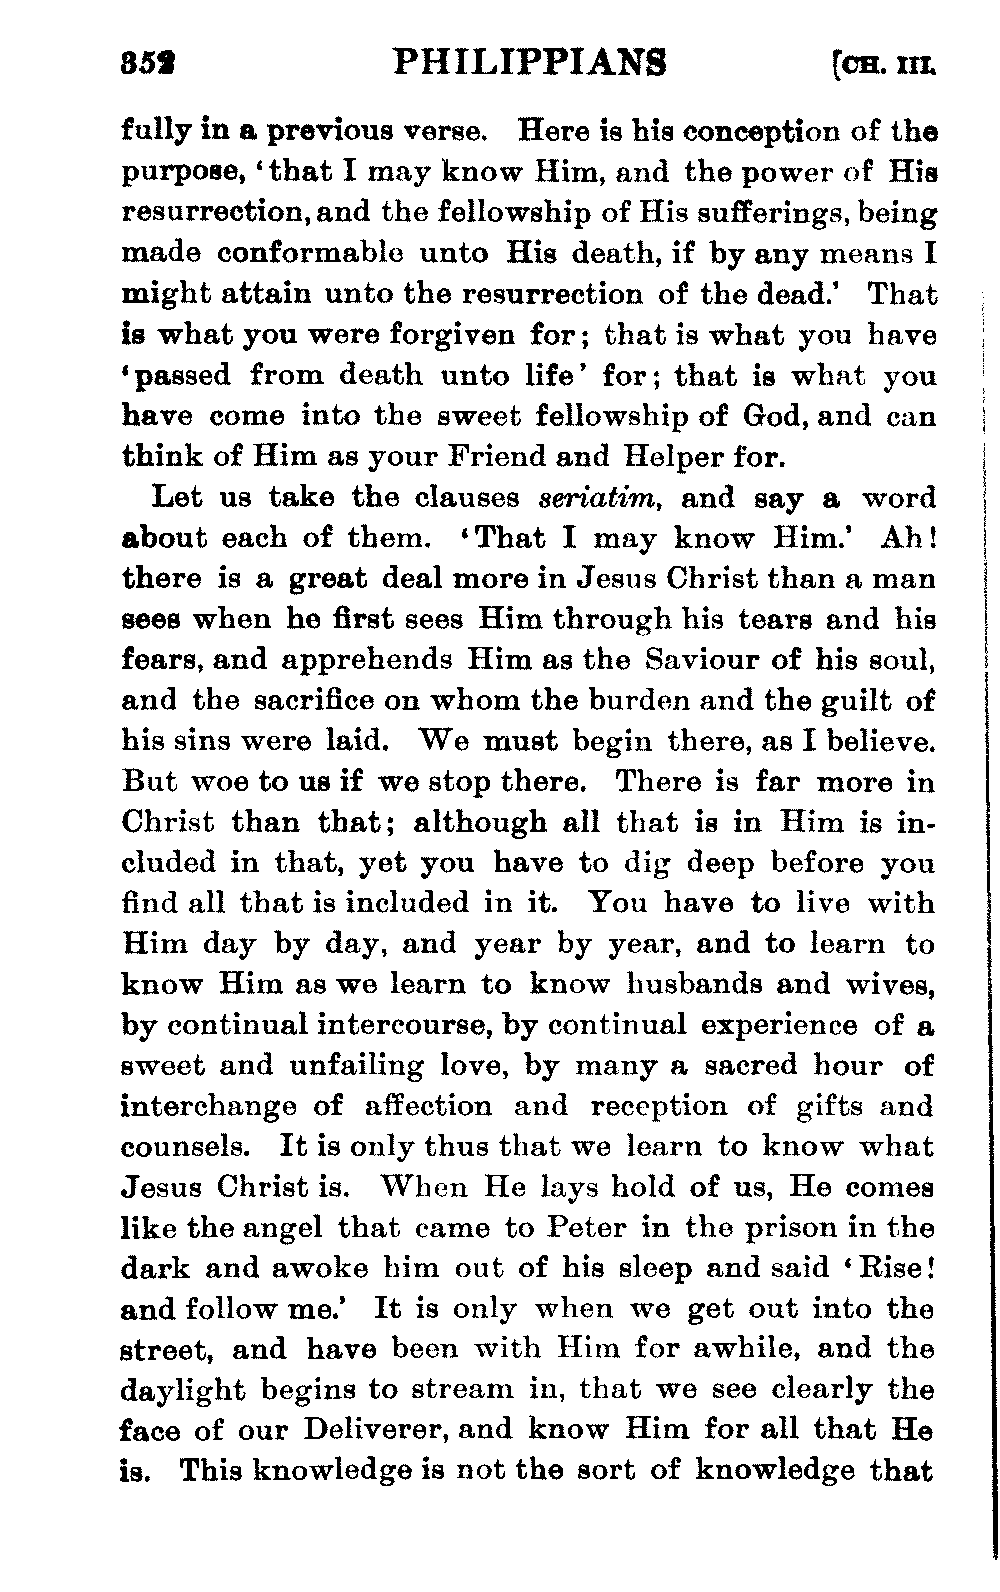 352 PHILIPPIANS [CH. III.
fully in a previous verse. Here is his conception of the
purpose, ‘that I may know Him, and the power of His
resurrection, and the fellowship of His sufferings, being
made conformable unto His death, if by any means I
might attain unto the resurrection of the dead.’ That
is what you were forgiven for; that is what you have
‘passed from death unto life’ for; that is what you
have come into the sweet fellowship of God, and can
think of Him as your Friend and Helper for.
Let us take the clauses seriatim, and say a word
about each of them. ‘That I may know Him.’ Ah!
there is a great deal more in Jesus Christ than a man
sees when he first sees Him through his tears and his
fears, and apprehends Him as the Saviour of his soul,
and the sacrifice on whom the burden and the guilt of
his sins were laid. We must begin there, as I believe.
But woe to us if we stop there. There is far more in
Christ than that; although all that is in Him is in-
cluded in that, yet you have to dig deep before you
find all that is included in it. You have to live with
Him day by day, and year by year, and to learn to
know Him as we learn to know husbands and wives,
by continual intercourse, by continual experience of a
sweet and unfailing love, by many a sacred hour of
interchange of affection and reception of gifts and
counsels. It is only thus that we learn to know what
Jesus Christ is. When He lays hold of us, He comes
like the angel that came to Peter in the prison in the
dark and awoke him out of his sleep and said ‘Rise!
and follow me.’ It is only when we get out into the
street, and have been with Him for awhile, and the
daylight begins to stream in, that we see clearly the
face of our Deliverer, and know Him for all that He
is. This knowledge is not the sort of knowledge that